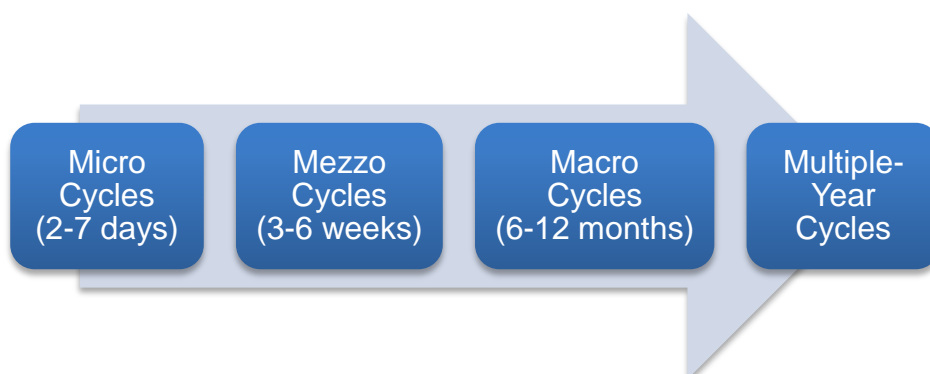 Micro
Cycles
(2-7 days)
Mezzo
Cycles
(3-6 weeks)
Macro
Cycles
(6-12 months)
Multiple-
Year
Cycles